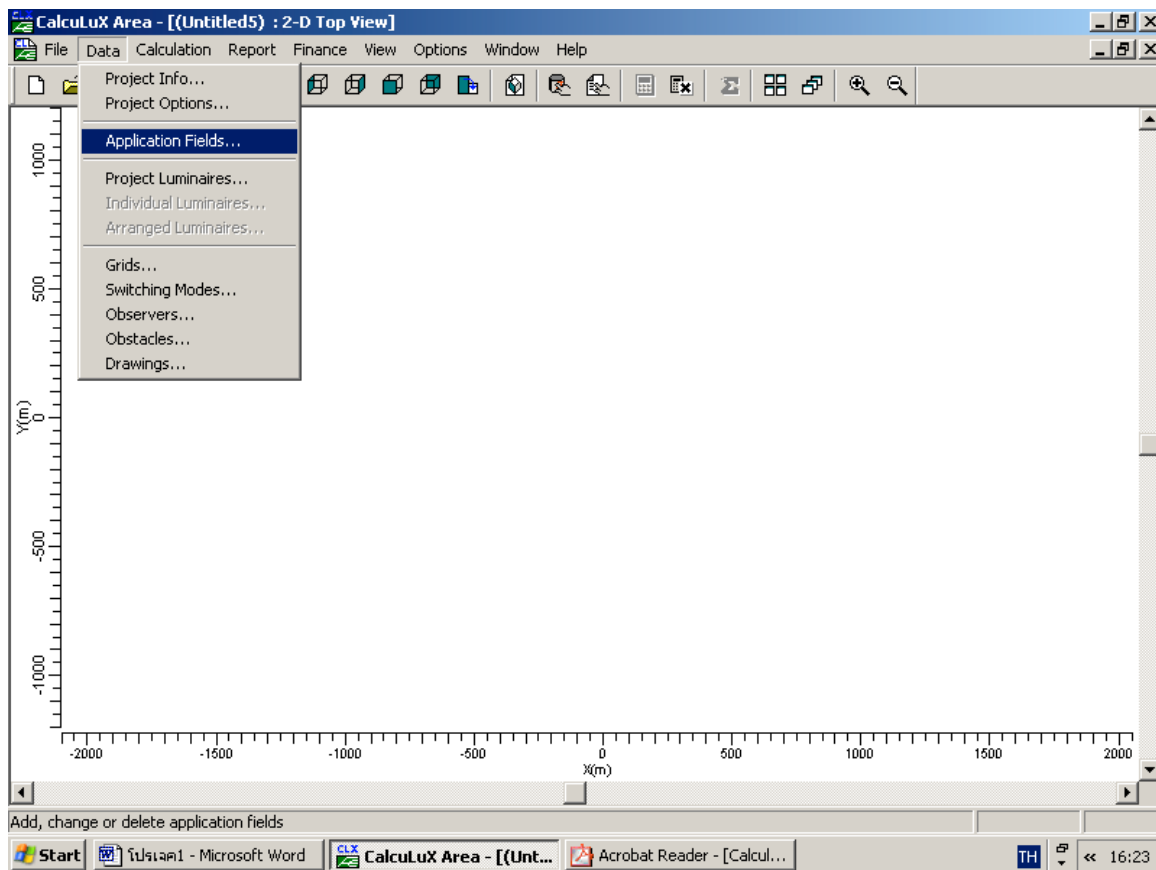 CalcuLuX Area - [(Untitled5) : 2-D Top View]
File Data Calculation Report Finance View Options Window Help
Project Info...
Project Options...
Application Fields...
Project Luminaires...
Individual Luminaires...
Arranged Luminaires...
Grids...
Switching Modes...
Observers...
Obstacles...
Drawings...
1000
500
Y(m)
0
-500
-1000
-2000 -1500 -1000 -500 0 500 1000 1500 2000
X(m)
Add, change or delete application fields
Start โปรเจค1 - Microsoft Word CLX CalcuLuX Area - [(Unt... Acrobat Reader - [Calcul... TH « 16:23